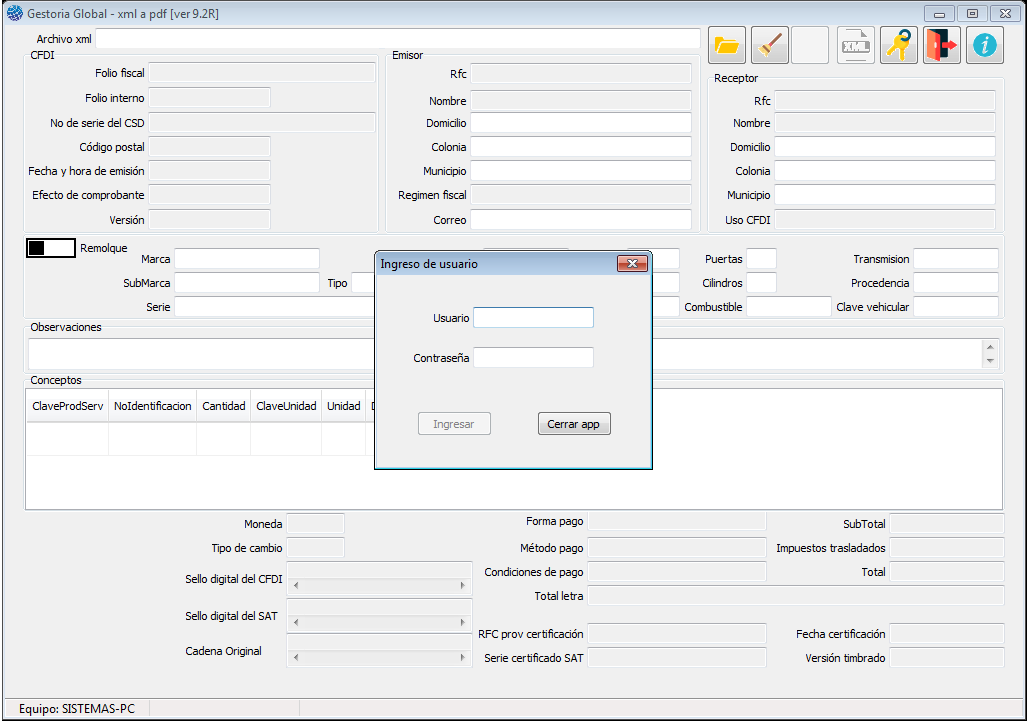 Gestoria Global - xml a pdf [ver 9.2R]
Archivo xml
CFDI
Folio fiscal
Folio interno
No de serie del CSD
Código postal
Fecha y hora de emisión
Efecto de comprobante
Versión
Emisor
Rfc
Nombre
Domicilio
Colonia
Municipio
Regimen fiscal
Correo
XML
Receptor
Rfc
Nombre
Domicilio
Colonia
Municipio
Uso CFDI
Remolque
Marca
SubMarca
Tipo
Serie
Puertas
Cilindros
Combustible
Transmision
Procedencia
Clave vehicular
Ingreso de usuario
Usuario
Contraseña
Ingresar
Cerrar app
Observaciones
Conceptos
ClaveProdServ NoIdentificacion Cantidad ClaveUnidad Unidad
Moneda
Tipo de cambio
Sello digital del CFDI
Sello digital del SAT
Cadena Original
Forma pago
Método pago
Condiciones de pago
Total letra
RFC prov certificación
Serie certificado SAT
SubTotal
Impuestos trasladados
Total
Fecha certificación
Versión timbrado
Equipo: SISTEMAS-PC